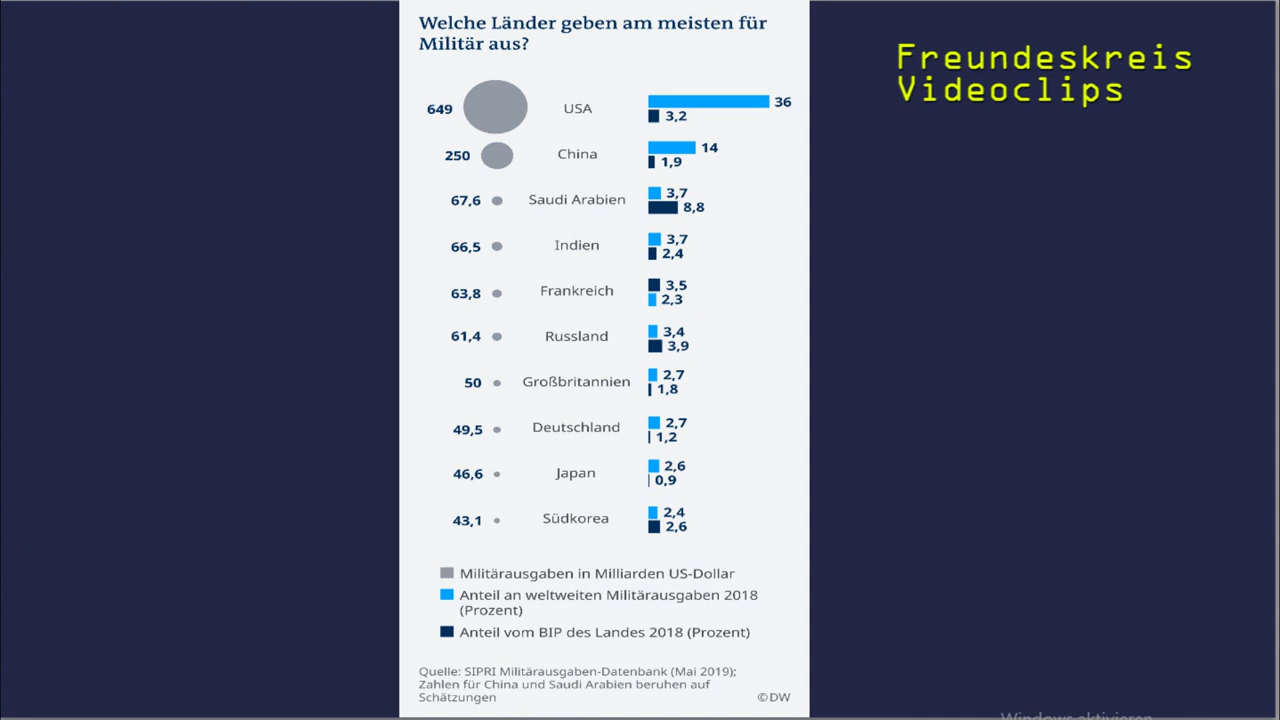 Welche Länder geben am meisten für
Militär aus?
Freundeskreis
Videoclips
649 USA 36
3,2
250 China 14
1,9
67,6 Saudi Arabien 3,7
8,8
66,5 Indien 3,7
2,4
63,8 Frankreich 3,5
2,3
61,4 Russland 3,4
3,9
50 Großbritannien 2,7
1,8
49,5 Deutschland 2,7
1,2
46,6 Japan 2,6
0,9
43,1 Südkorea 2,4
2,6
Militärausgaben in Milliarden US-Dollar
Anteil an weltweiten Militärausgaben 2018
(Prozent)
Anteil vom BIP des Landes 2018 (Prozent)
Quelle: SIPRI Militärausgaben-Datenbank (Mai 2019);
Zahlen für China und Saudi Arabien beruhen auf
Schätzungen ©DW
Windows aktivieren